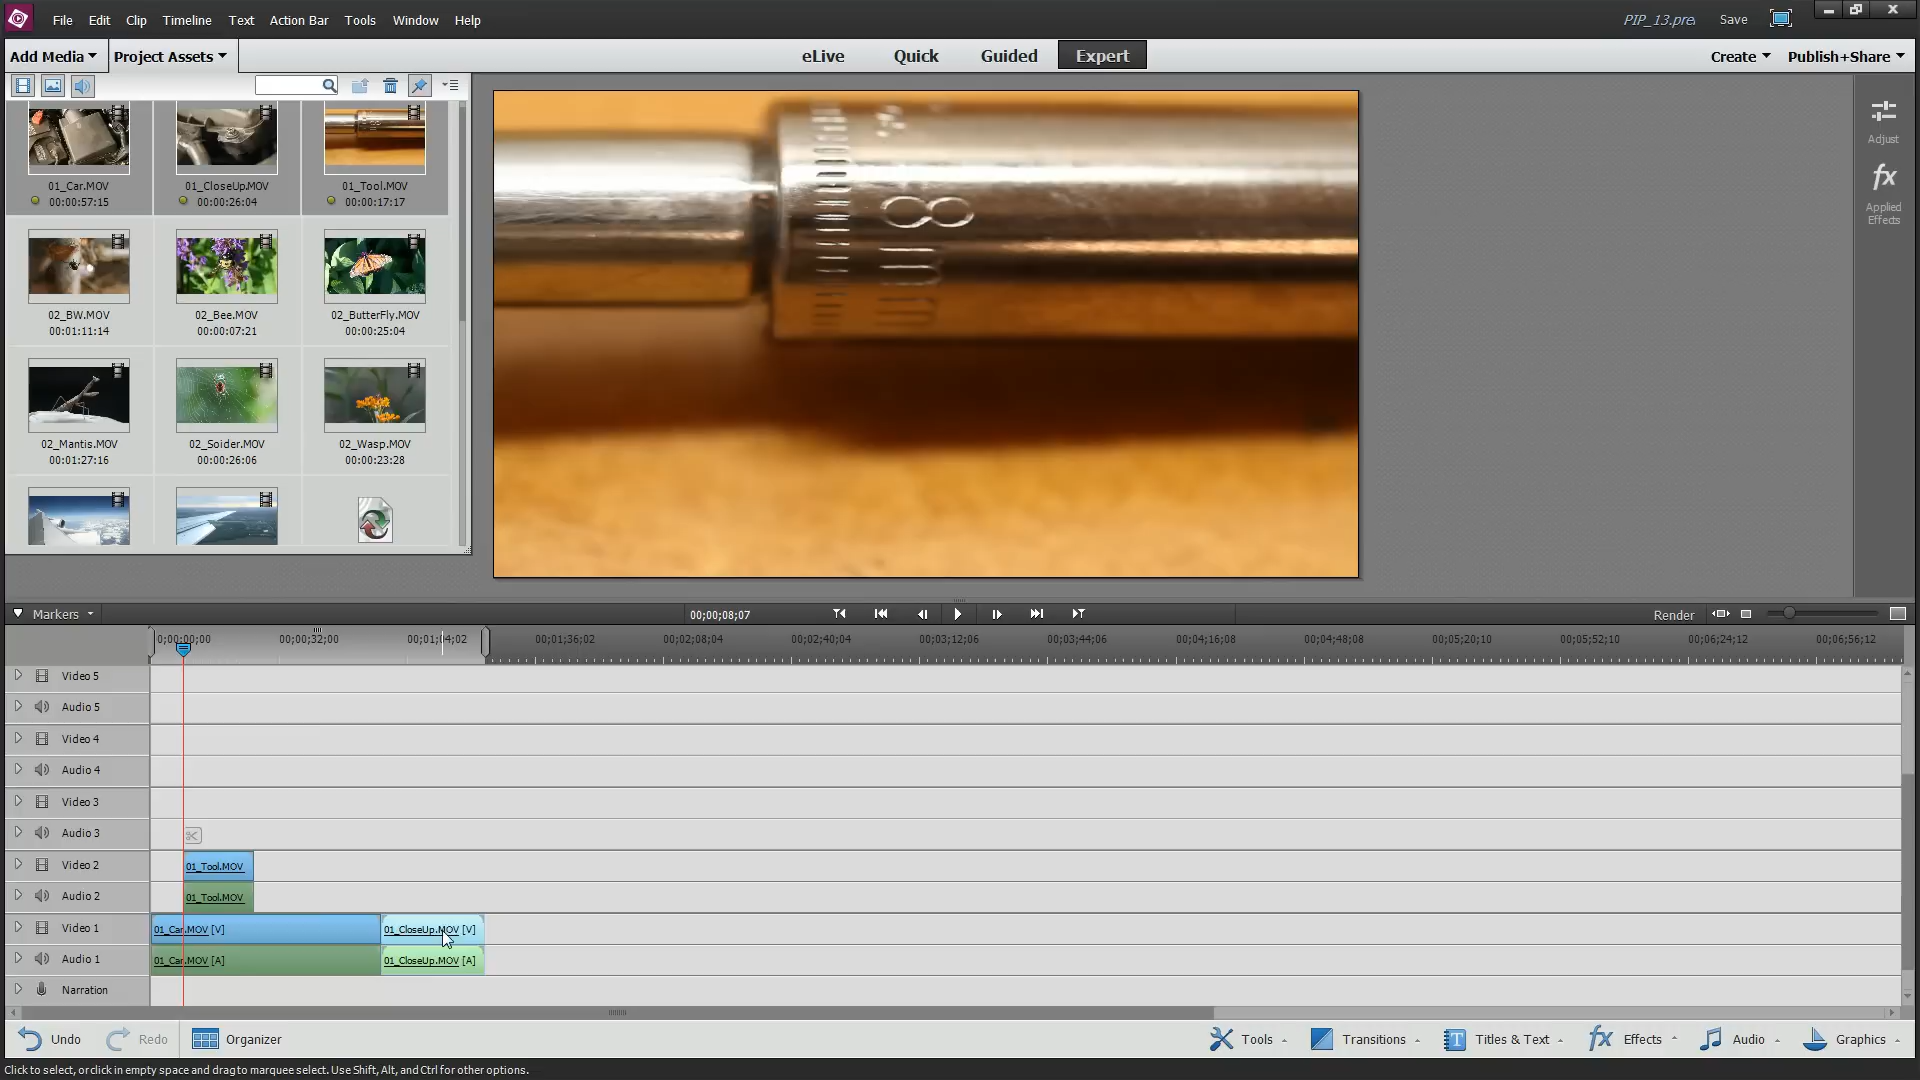 File Edit Clip Timeline Text Action Bar Tools Window Help PIP_13.prel Save
Add Media Project Assets eLive Quick Guided Expert Create Publish+Share
01_Car.MOV 01_CloseUp.MOV 01_Tool.MOV
00:00:57:15 00:00:26:04 00:00:17:17
02_BW.MOV 02_Bee.MOV 02_ButterFly.MOV
00:01:11:14 00:00:07:21 00:00:25:04
02_Mantis.MOV 02_Soider.MOV 02_Wasp.MOV
00:01:27:16 00:00:26:06 00:00:23:28
8
Adjust
fx
Applied
Effects
Markers 00;00;08;07 Render
0;00;00;00 00;00;32;00 00;01;04;02 00;01;36;02 00;02;08;04 00;02;40;04 00;03;12;06 00;03;44;06 00;04;16;08 00;04;48;08 00;05;20;10 00;05;52;10 00;06;24;12 00;06;56;12
Video 5
Audio 5
Video 4
Audio 4
Video 3
Audio 3
Video 2 01_Tool.MOV
Audio 2 01_Tool.MOV
Video 1 01_Car.MOV [V] 01_CloseUp.MOV [V]
Audio 1 01_Car.MOV [A] 01_CloseUp.MOV [A]
Narration
Undo Redo Organizer Tools Transitions T Titles & Text fx Effects Audio Graphics
Click to select, or click in empty space and drag to marquee select. Use Shift, Alt, and Ctrl for other options.